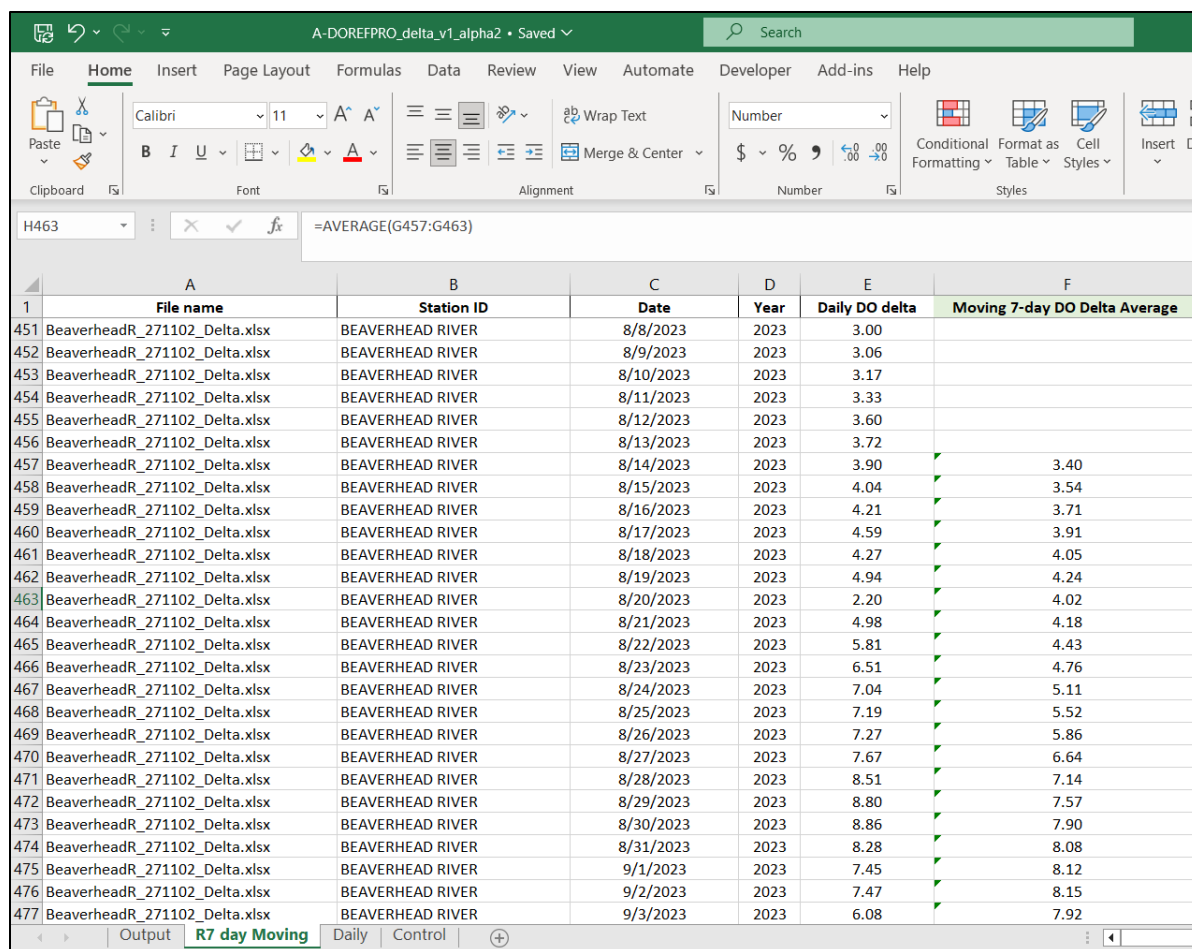 A-DOREFPRO_delta_v1_alpha2 • Saved
Search
File Home Insert Page Layout Formulas Data Review View Automate Developer Add-ins Help
Calibri 11 A^ Aˇ ab Wrap Text Number
Paste B I U A Merge & Center $ % Conditional Formatting Format as Table Cell Styles Insert
Clipboard Font Alignment Number Styles
H463 fx =AVERAGE(G457:G463)
A B C D E F
1 File name Station ID Date Year Daily DO delta Moving 7-day DO Delta Average
451 BeaverheadR_271102_Delta.xlsx BEAVERHEAD RIVER 8/8/2023 2023 3.00
452 BeaverheadR_271102_Delta.xlsx BEAVERHEAD RIVER 8/9/2023 2023 3.06
453 BeaverheadR_271102_Delta.xlsx BEAVERHEAD RIVER 8/10/2023 2023 3.17
454 BeaverheadR_271102_Delta.xlsx BEAVERHEAD RIVER 8/11/2023 2023 3.33
455 BeaverheadR_271102_Delta.xlsx BEAVERHEAD RIVER 8/12/2023 2023 3.60
456 BeaverheadR_271102_Delta.xlsx BEAVERHEAD RIVER 8/13/2023 2023 3.72
457 BeaverheadR_271102_Delta.xlsx BEAVERHEAD RIVER 8/14/2023 2023 3.90 3.40
458 BeaverheadR_271102_Delta.xlsx BEAVERHEAD RIVER 8/15/2023 2023 4.04 3.54
459 BeaverheadR_271102_Delta.xlsx BEAVERHEAD RIVER 8/16/2023 2023 4.21 3.71
460 BeaverheadR_271102_Delta.xlsx BEAVERHEAD RIVER 8/17/2023 2023 4.59 3.91
461 BeaverheadR_271102_Delta.xlsx BEAVERHEAD RIVER 8/18/2023 2023 4.27 4.05
462 BeaverheadR_271102_Delta.xlsx BEAVERHEAD RIVER 8/19/2023 2023 4.94 4.24
463 BeaverheadR_271102_Delta.xlsx BEAVERHEAD RIVER 8/20/2023 2023 2.20 4.02
464 BeaverheadR_271102_Delta.xlsx BEAVERHEAD RIVER 8/21/2023 2023 4.98 4.18
465 BeaverheadR_271102_Delta.xlsx BEAVERHEAD RIVER 8/22/2023 2023 5.81 4.43
466 BeaverheadR_271102_Delta.xlsx BEAVERHEAD RIVER 8/23/2023 2023 6.51 4.76
467 BeaverheadR_271102_Delta.xlsx BEAVERHEAD RIVER 8/24/2023 2023 7.04 5.11
468 BeaverheadR_271102_Delta.xlsx BEAVERHEAD RIVER 8/25/2023 2023 7.19 5.52
469 BeaverheadR_271102_Delta.xlsx BEAVERHEAD RIVER 8/26/2023 2023 7.27 5.86
470 BeaverheadR_271102_Delta.xlsx BEAVERHEAD RIVER 8/27/2023 2023 7.67 6.64
471 BeaverheadR_271102_Delta.xlsx BEAVERHEAD RIVER 8/28/2023 2023 8.51 7.14
472 BeaverheadR_271102_Delta.xlsx BEAVERHEAD RIVER 8/29/2023 2023 8.80 7.57
473 BeaverheadR_271102_Delta.xlsx BEAVERHEAD RIVER 8/30/2023 2023 8.86 7.90
474 BeaverheadR_271102_Delta.xlsx BEAVERHEAD RIVER 8/31/2023 2023 8.28 8.08
475 BeaverheadR_271102_Delta.xlsx BEAVERHEAD RIVER 9/1/2023 2023 7.45 8.12
476 BeaverheadR_271102_Delta.xlsx BEAVERHEAD RIVER 9/2/2023 2023 7.47 8.15
477 BeaverheadR_271102_Delta.xlsx BEAVERHEAD RIVER 9/3/2023 2023 6.08 7.92
Output R7 day Moving Daily Control